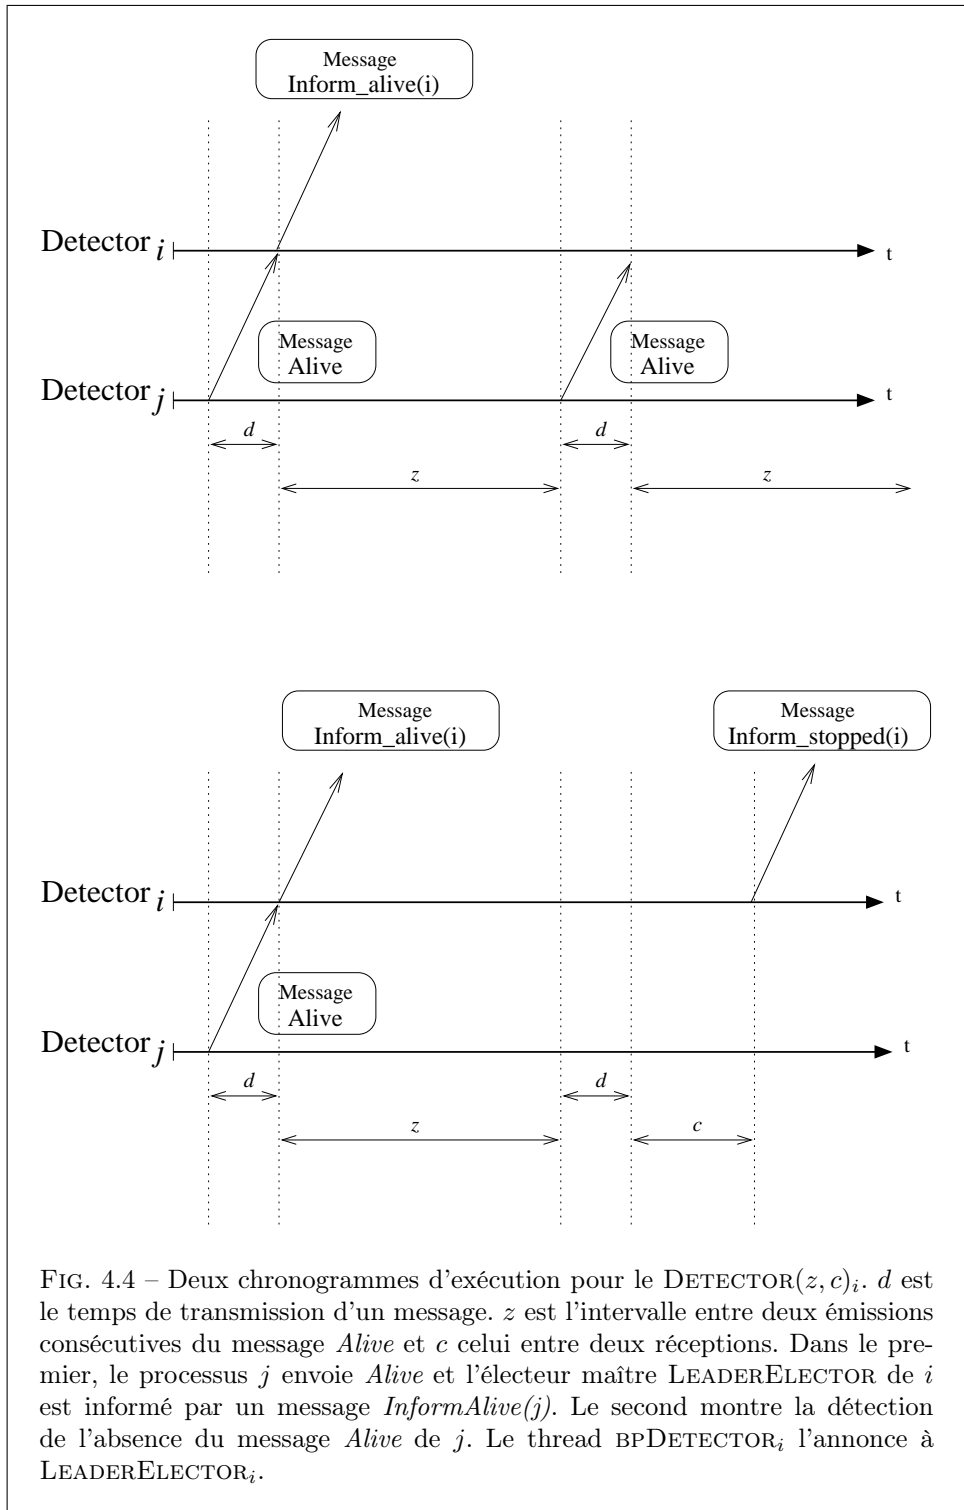 Message
Inform_alive(i)
Detector i
t
Message
Alive
Message
Alive
Detector j
t
d
d
z
z
Message
Inform_alive(i)
Message
Inform_stopped(i)
Detector i
t
Message
Alive
Detector j
t
d
d
z
c
FIG. 4.4 – Deux chronogrammes d'exécution pour le DETECTOR(z, c)i. d est
le temps de transmission d'un message. z est l'intervalle entre deux émissions
consécutives du message Alive et c celui entre deux réceptions. Dans le pre-
mier, le processus j envoie Alive et l'électeur maître LEADERELECTOR de i
est informé par un message InformAlive(j). Le second montre la détection
de l'absence du message Alive de j. Le thread BPDETECTORi l'annonce à
LEADERELECTORi.